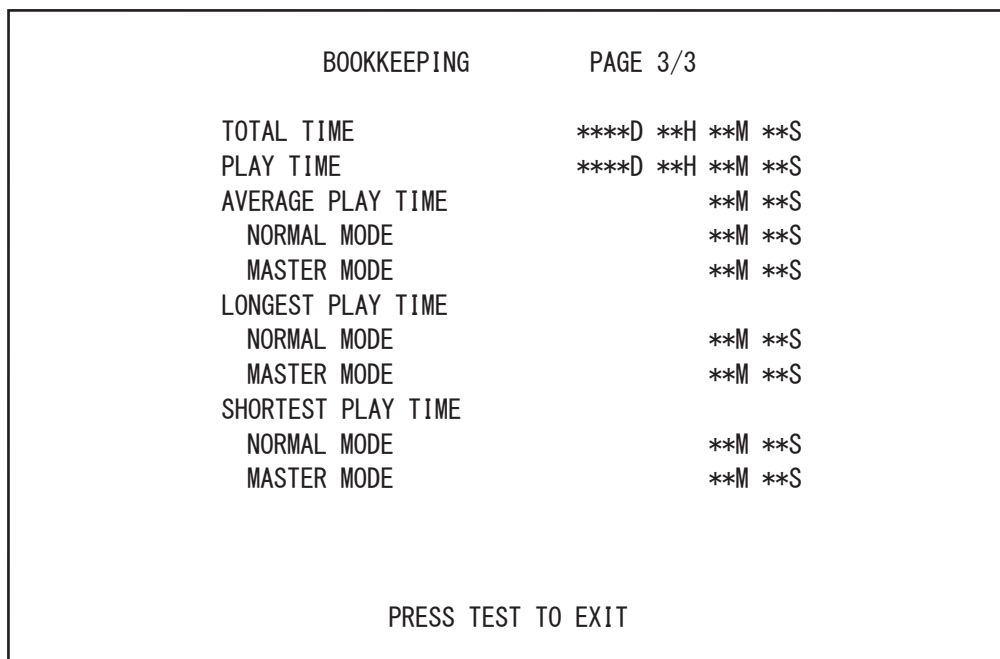 BOOKKEEPING PAGE 3/3
TOTAL TIME ****D **H **M **S
PLAY TIME ****D **H **M **S
AVERAGE PLAY TIME **M **S
NORMAL MODE **M **S
MASTER MODE **M **S
LONGEST PLAY TIME
NORMAL MODE **M **S
MASTER MODE **M **S
SHORTEST PLAY TIME
NORMAL MODE **M **S
MASTER MODE **M **S
PRESS TEST TO EXIT